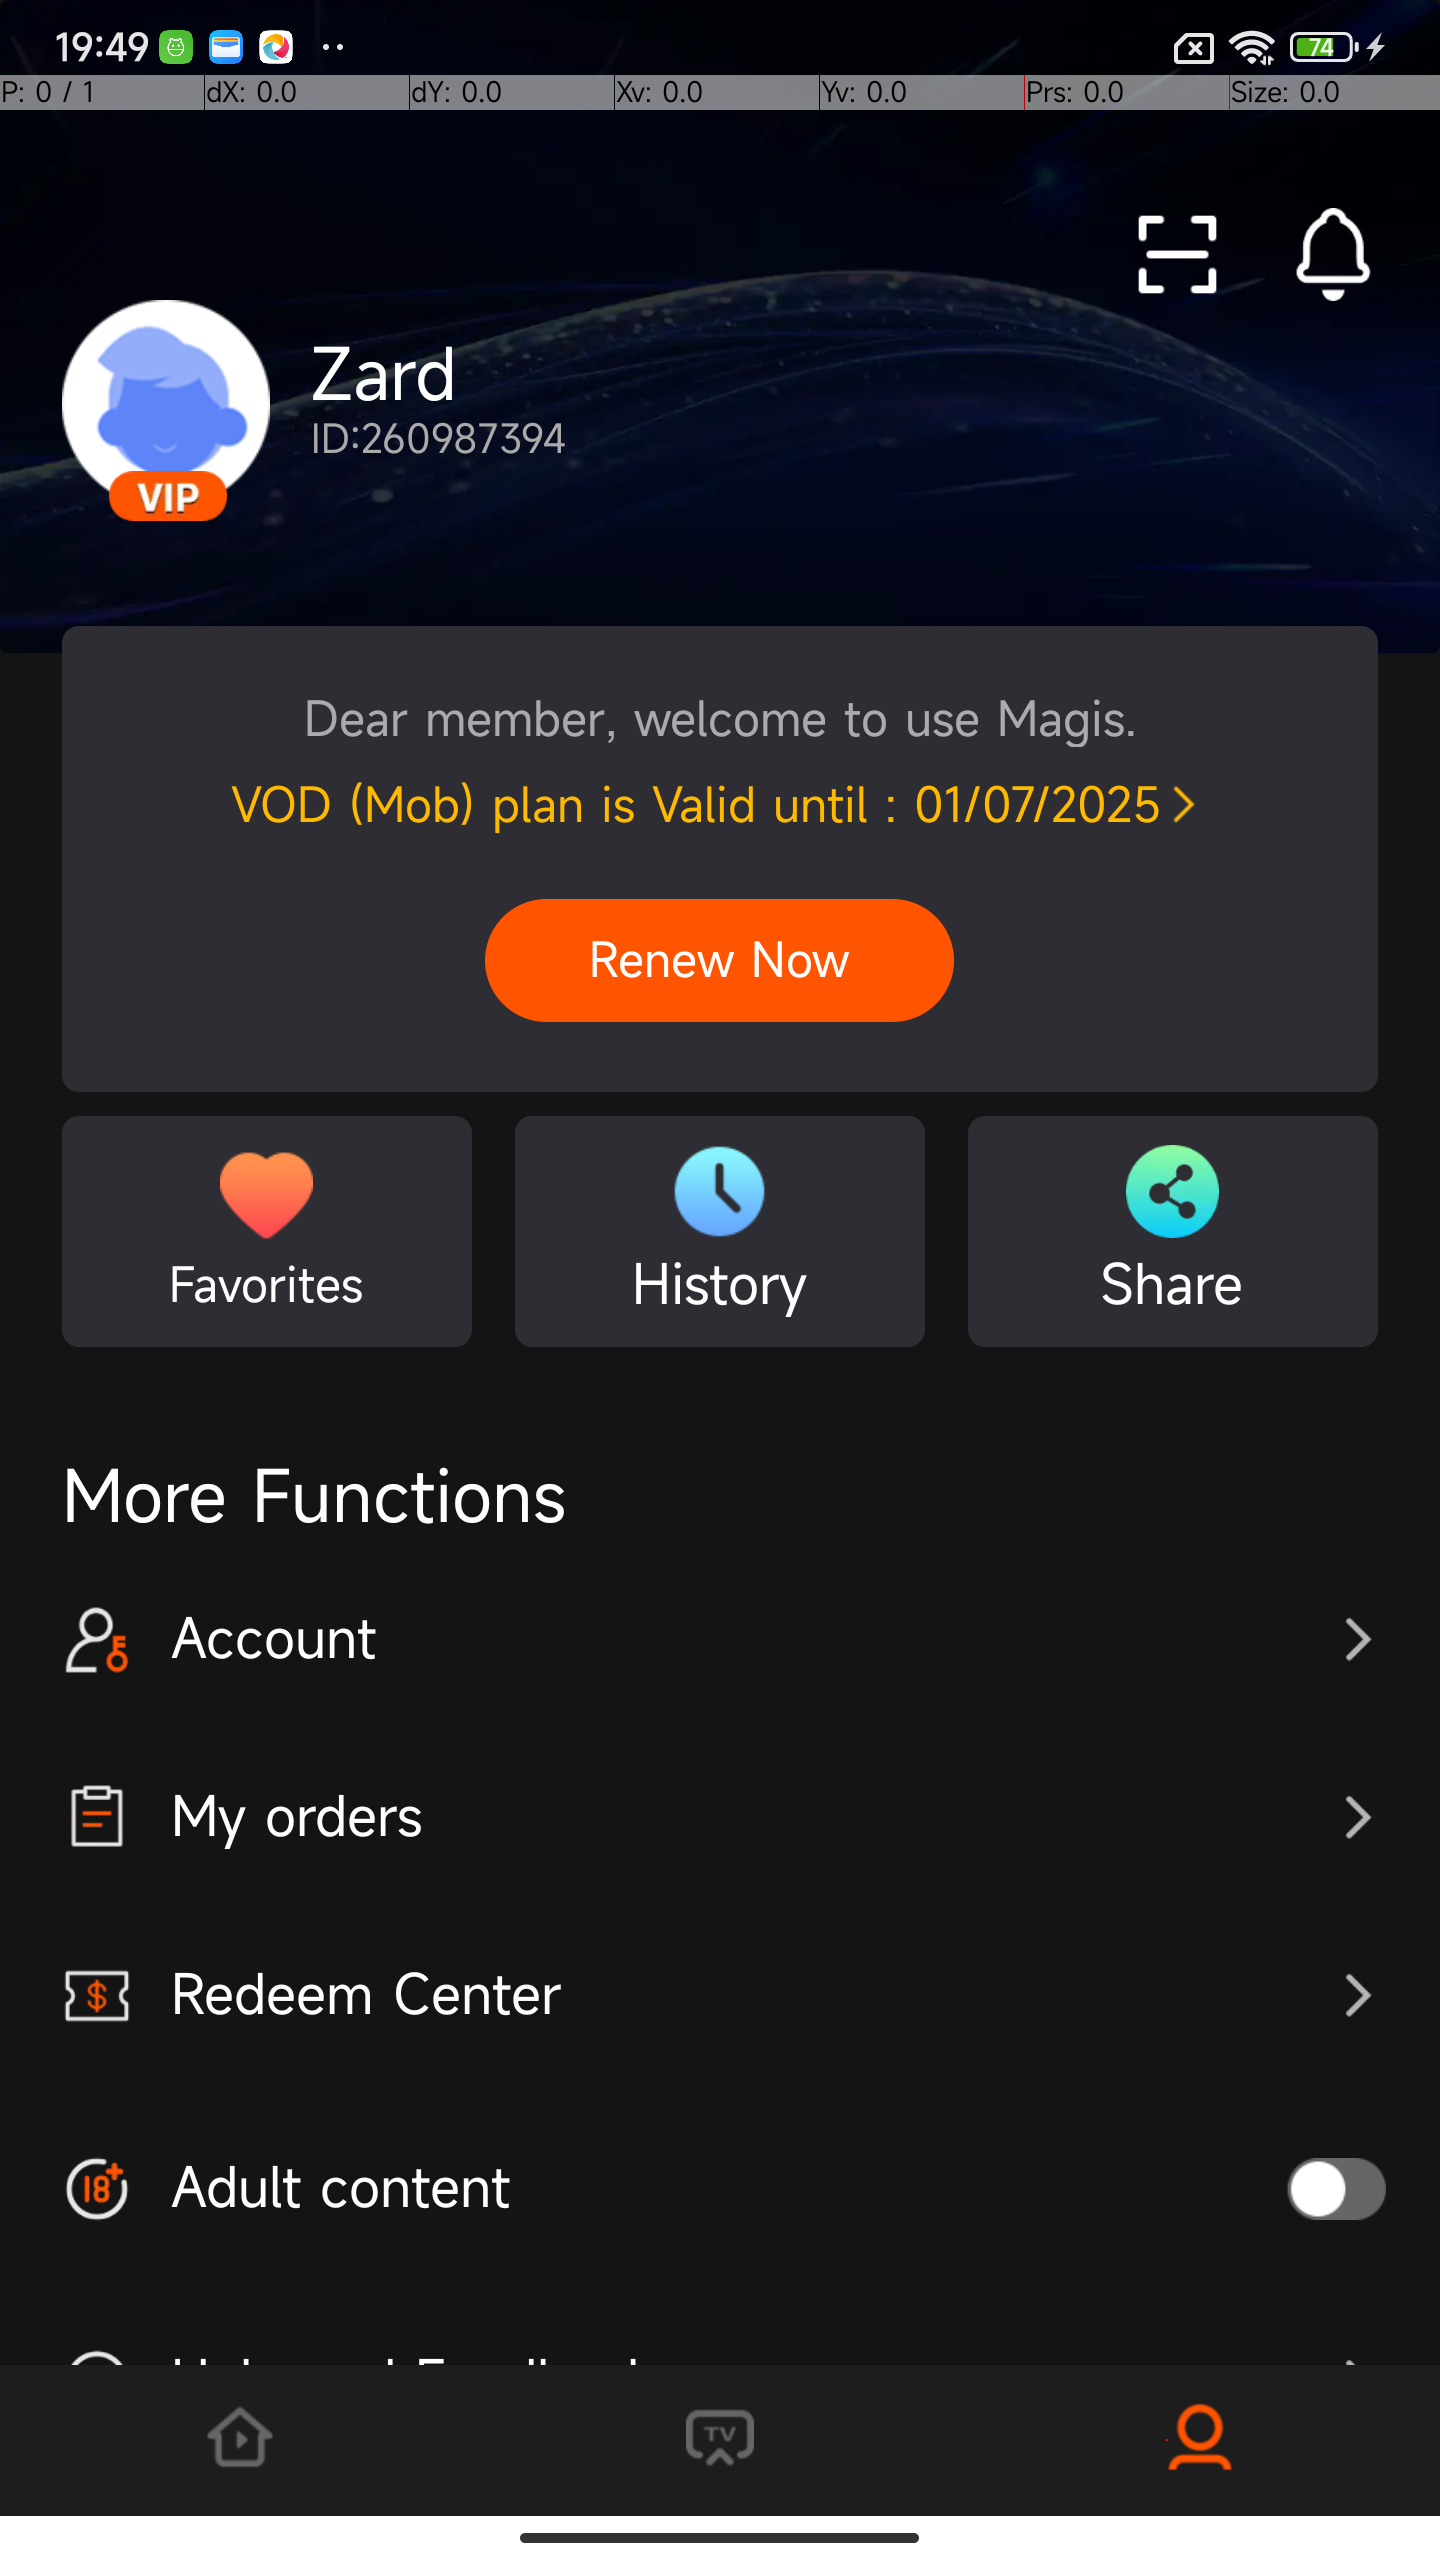 19:49
74
P: 0 / 1
dX: 0.0
dY: 0.0
Xv: 0.0
Yv: 0.0
Prs: 0.0
Size: 0.0
Zard
ID:260987394
VIP
Dear member, welcome to use Magis.
VOD (Mob) plan is Valid until : 01/07/2025
Renew Now
Favorites
History
Share
More Functions
Account
My orders
$
Redeem Center
18+
Adult content
TV